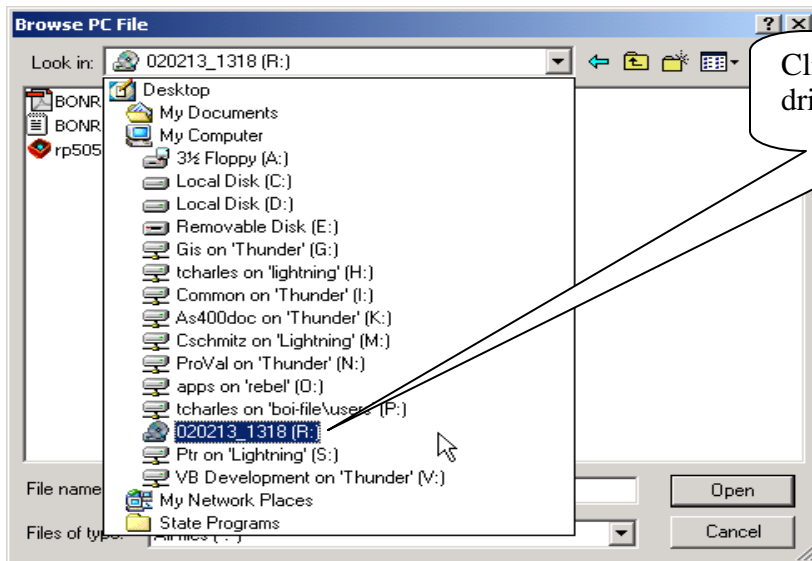 Browse PC File
Look in: 020213_1318 (R:)
Desktop
My Documents
My Computer
3½ Floppy (A:)
Local Disk (C:)
Local Disk (D:)
Removable Disk (E:)
Gis on 'Thunder' (G:)
tcharles on 'lightning' (H:)
Common on 'Thunder' (I:)
As400doc on 'Thunder' (K:)
Cschmitz on 'Lightning' (M:)
ProVal on 'Thunder' (N:)
apps on 'rebel' (O:)
tcharles on 'boi-file\users' (P:)
020213_1318 (R:)
Ptr on 'Lightning' (S:)
VB Development on 'Thunder' (V:)
My Network Places
State Programs
BONR
BONR
rp505
File name
Open
Files of type:
Cancel